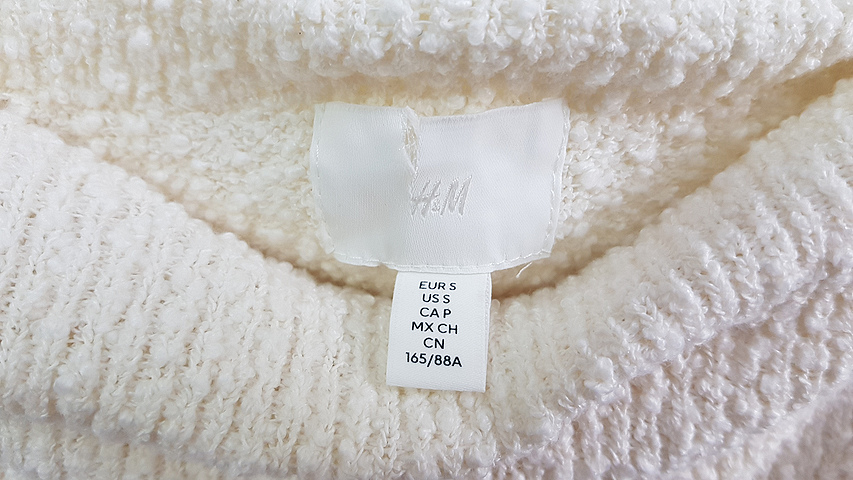 H&M
EUR S
US S
CA P
MX CH
CN
165/88A